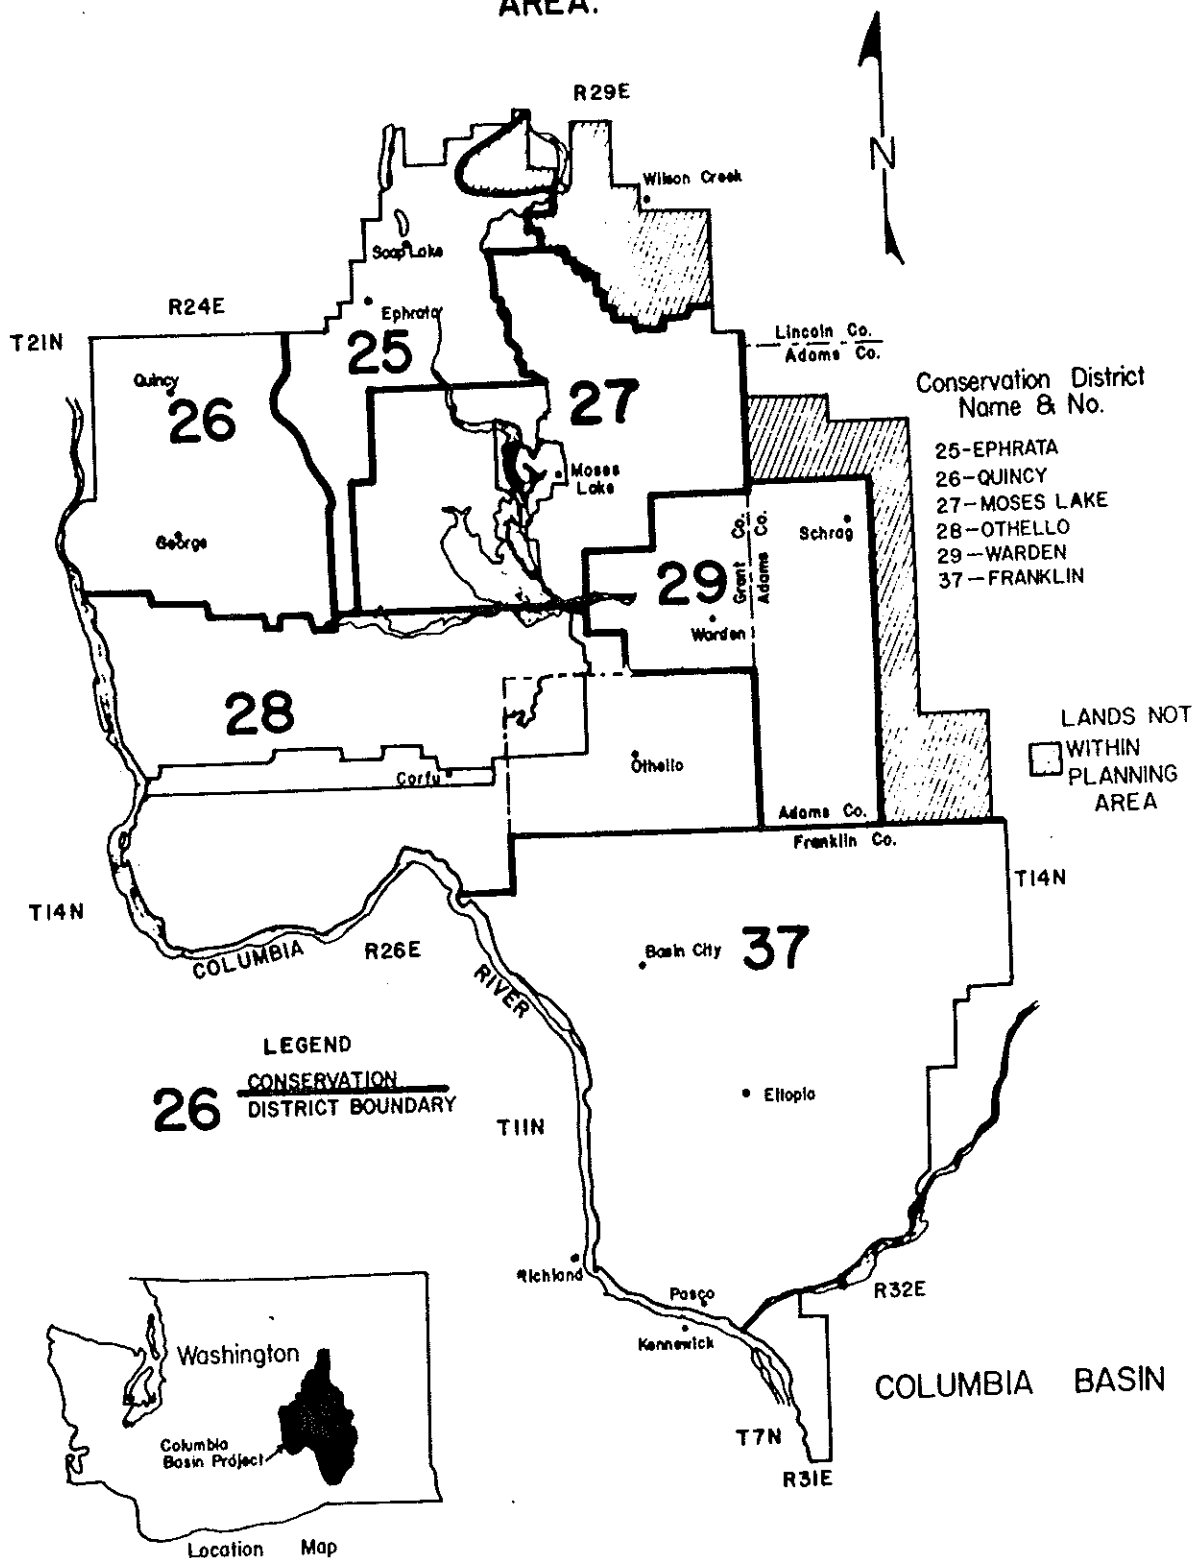 AREA.
R29E
N
Wilson Creek
Soap Lake
R24E
Ephrata
T21N
Lincoln Co.
Adams Co.
25
Quincy
26
27
Conservation District
Name & No.
25-EPHRATA
26-QUINCY
27-MOSES LAKE
28-OTHELLO
29-WARDEN
37-FRANKLIN
Moses
Lake
George
Grant Co.
Adams Co.
Schrag
29
Warden
28
LANDS NOT
WITHIN
PLANNING
AREA
Othello
Corfu
Adams Co.
Franklin Co.
T14N
T14N
COLUMBIA
R26E
RIVER
Basin City
37
LEGEND
26
CONSERVATION
DISTRICT BOUNDARY
T11N
Eltopia
Richland
Pasco
Kennewick
R32E
Washington
COLUMBIA BASIN
Columbia
Basin Project
T7N
R31E
Location Map